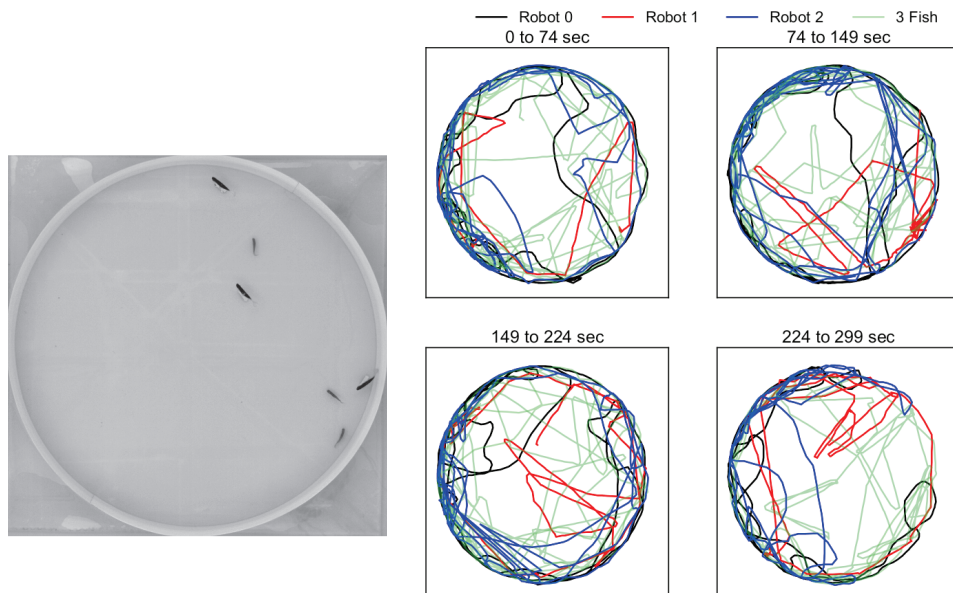 Robot 0 Robot 1 Robot 2 3 Fish
0 to 74 sec 74 to 149 sec
149 to 224 sec 224 to 299 sec